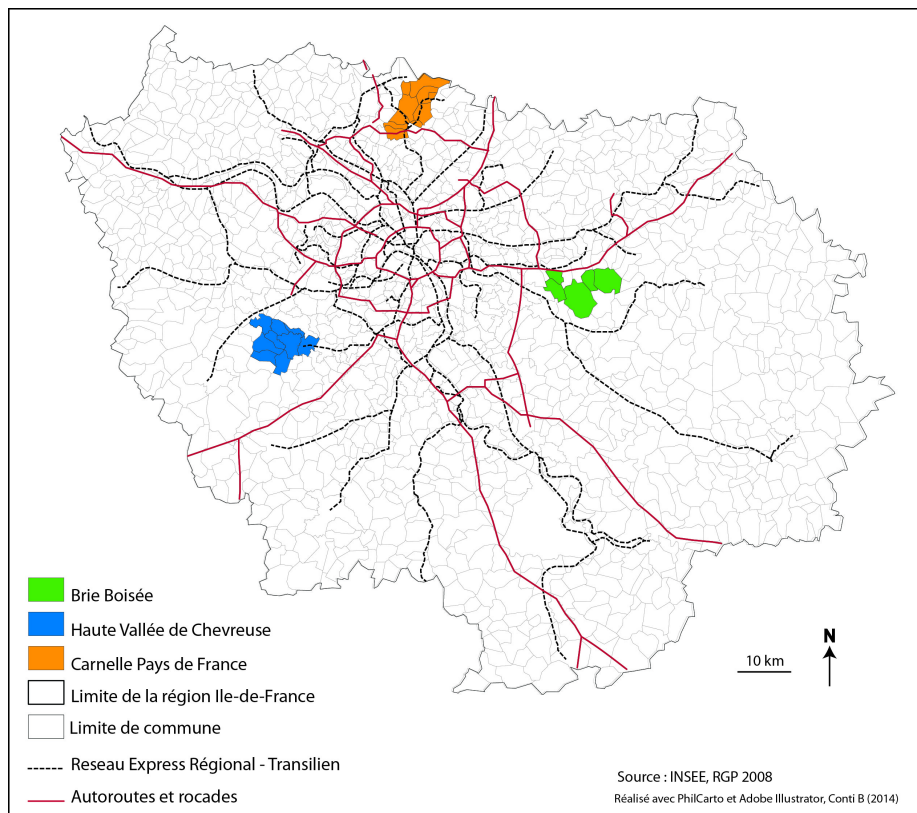 Brie Boisée
Haute Vallée de Chevreuse
Carnelle Pays de France
Limite de la région Ile-de-France
Limite de commune
Reseau Express Régional - Transilien
Autoroutes et rocades
10 km
N
Source : INSEE, RGP 2008
Réalisé avec PhilCarto et Adobe Illustrator, Conti B (2014)